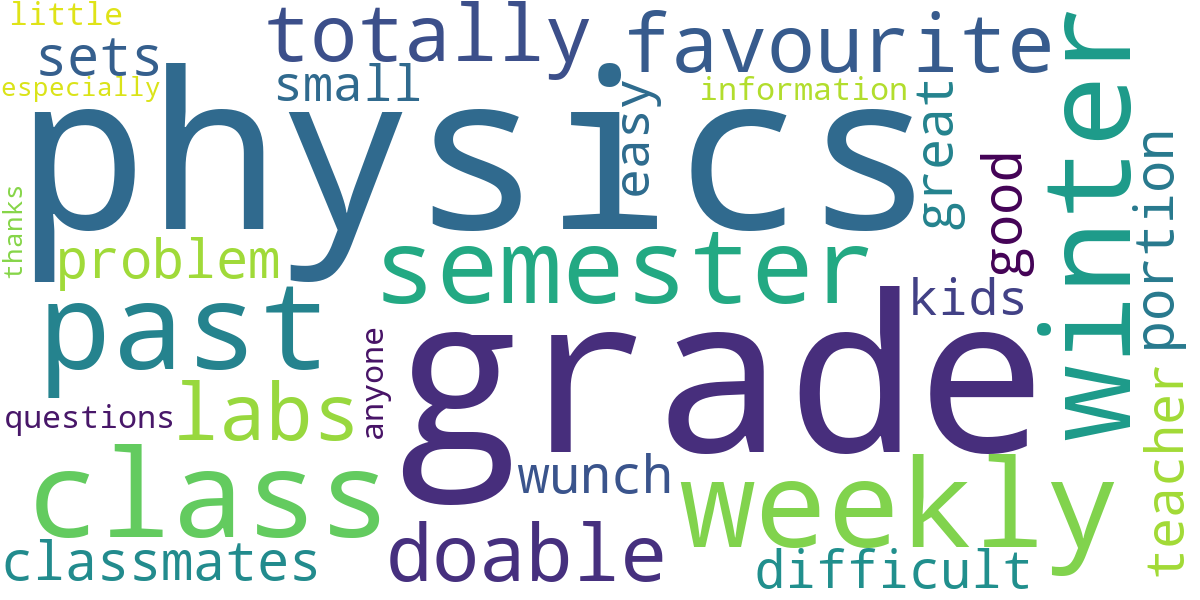 little
totally
favourite
sets
small
information
especially
physics
easy
great
winter
good
portion
thanks
problem
semester
past
kids
grade
anyone
labs
questions
teacher
class
wunch
weekly
classmates
doable
difficult